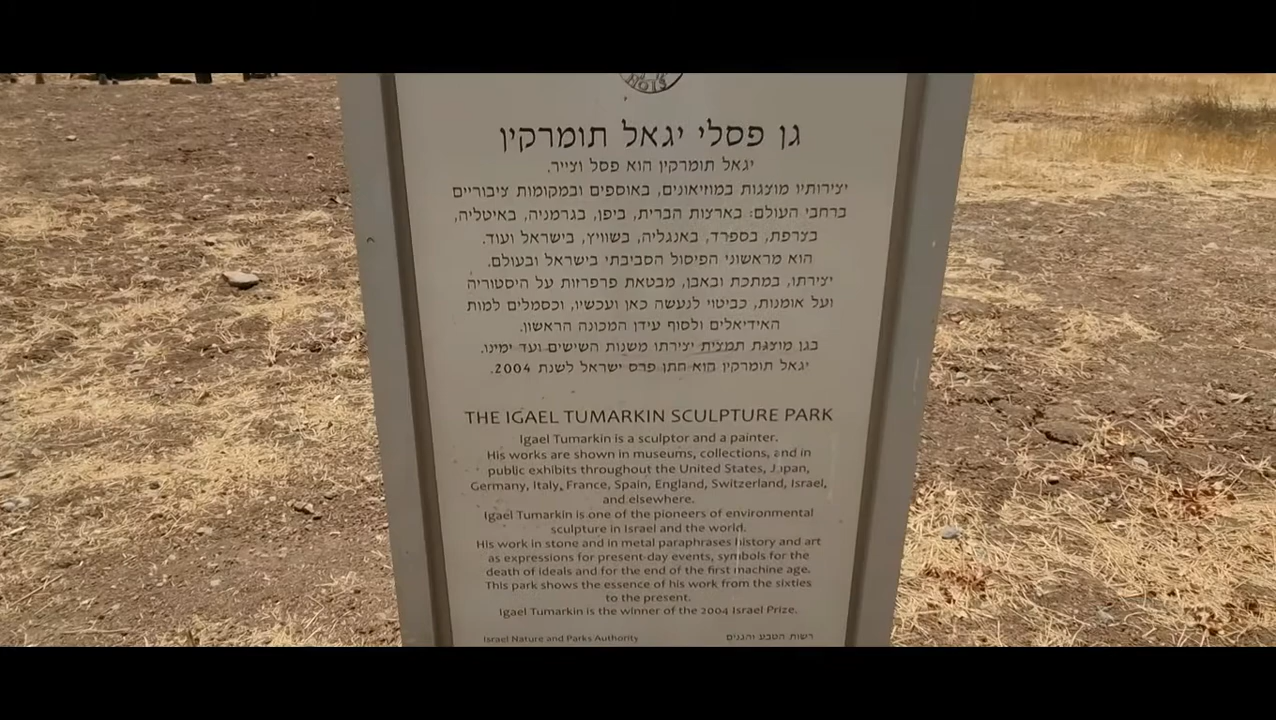 גן פסלי יגאל תומרקין
יגאל תומרקין הוא פסל וצייר.
יצירותיו מוצגות במוזיאונים, באוספים ובמקומות ציבוריים
ברחבי העולם: בארצות הברית, ביפן, בגרמניה, באיטליה,
בצרפת, בספרד, באנגליה, בשוויץ, בישראל ועוד.
הוא מראשוני הפיסול הסביבתי בישראל ובעולם.
יצירתו, במתכת ובאבן, מבטאת פרפרזות על היסטוריה
ועל אומנות, כביטוי לנעשה כאן ועכשיו, וכסמלים למות
האידיאלים ולסוף עידן המכונה הראשון.
בגן מוצגת תמצית יצירתו משנות השישים ועד ימינו.
יגאל תומרקין הוא חתן פרס ישראל לשנת 2004.
THE IGAEL TUMARKIN SCULPTURE PARK
Igael Tumarkin is a sculptor and a painter.
His works are shown in museums, collections, and in
public exhibits throughout the United States, Japan,
Germany, Italy, France, Spain, England, Switzerland, Israel,
and elsewhere.
Igael Tumarkin is one of the pioneers of environmental
sculpture in Israel and the world.
His work in stone and in metal paraphrases history and art
as expressions for present-day events, symbols for the
death of ideals and for the end of the first machine age.
This park shows the essence of his work from the sixties
to the present.
Igael Tumarkin is the winner of the 2004 Israel Prize.
Israel Nature and Parks Authority רשות הטבע והגנים